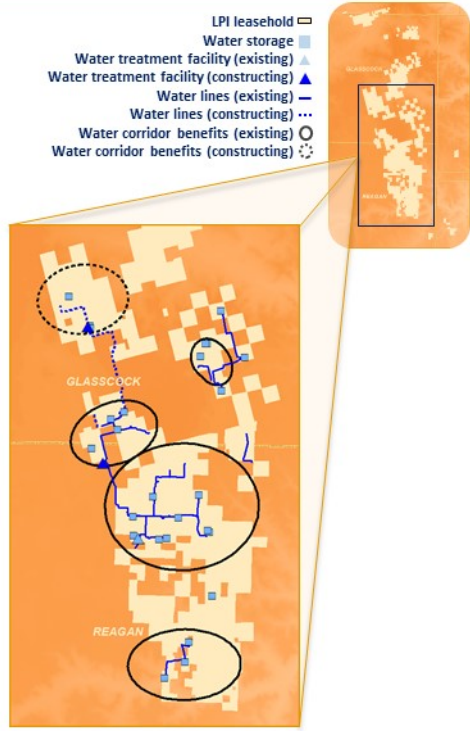 LPI leasehold
Water storage
Water treatment facility (existing)
Water treatment facility (constructing)
Water lines (existing)
Water lines (constructing)
Water corridor benefits (existing)
Water corridor benefits (constructing)
GLASSCOCK
REAGAN
GLASSCOCK
REAGAN